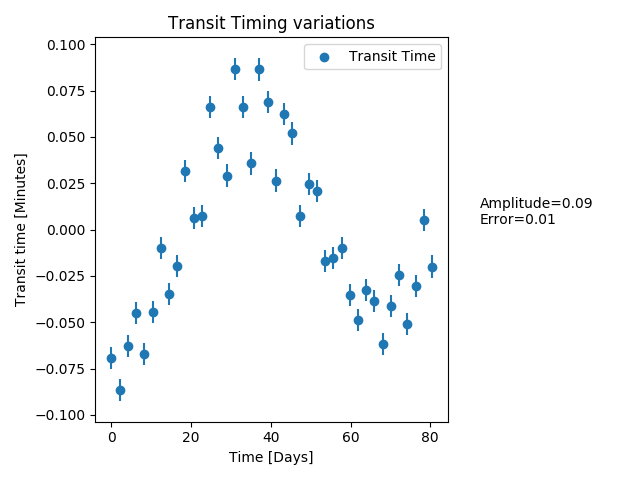 Transit Timing variations
Transit Time
0.100
0.075
0.050
0.025
0.000
−0.025
−0.050
−0.075
−0.100
Transit time [Minutes]
Amplitude=0.09
Error=0.01
0 20 40 60 80
Time [Days]